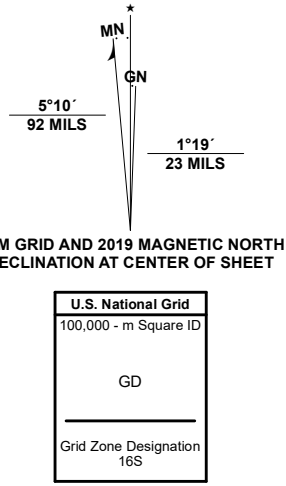 MN
GN
5°10´
92 MILS
1°19´
23 MILS
M GRID AND 2019 MAGNETIC NORTH
ECLINATION AT CENTER OF SHEET
U.S. National Grid
100,000 - m Square ID
GD
Grid Zone Designation
16S